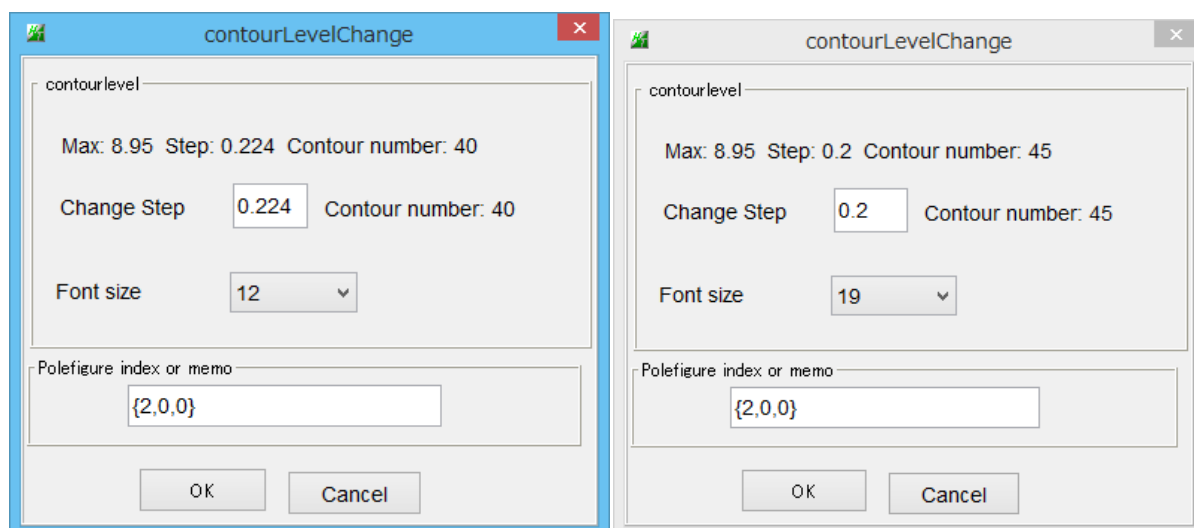 contourLevelChange
contourlevel
Max: 8.95 Step: 0.224 Contour number: 40
Change Step 0.224 Contour number: 40
Font size 12
Polefigure index or memo
{2,0,0}
OK Cancel
contourLevelChange
contourlevel
Max: 8.95 Step: 0.2 Contour number: 45
Change Step 0.2 Contour number: 45
Font size 19
Polefigure index or memo
{2,0,0}
OK Cancel